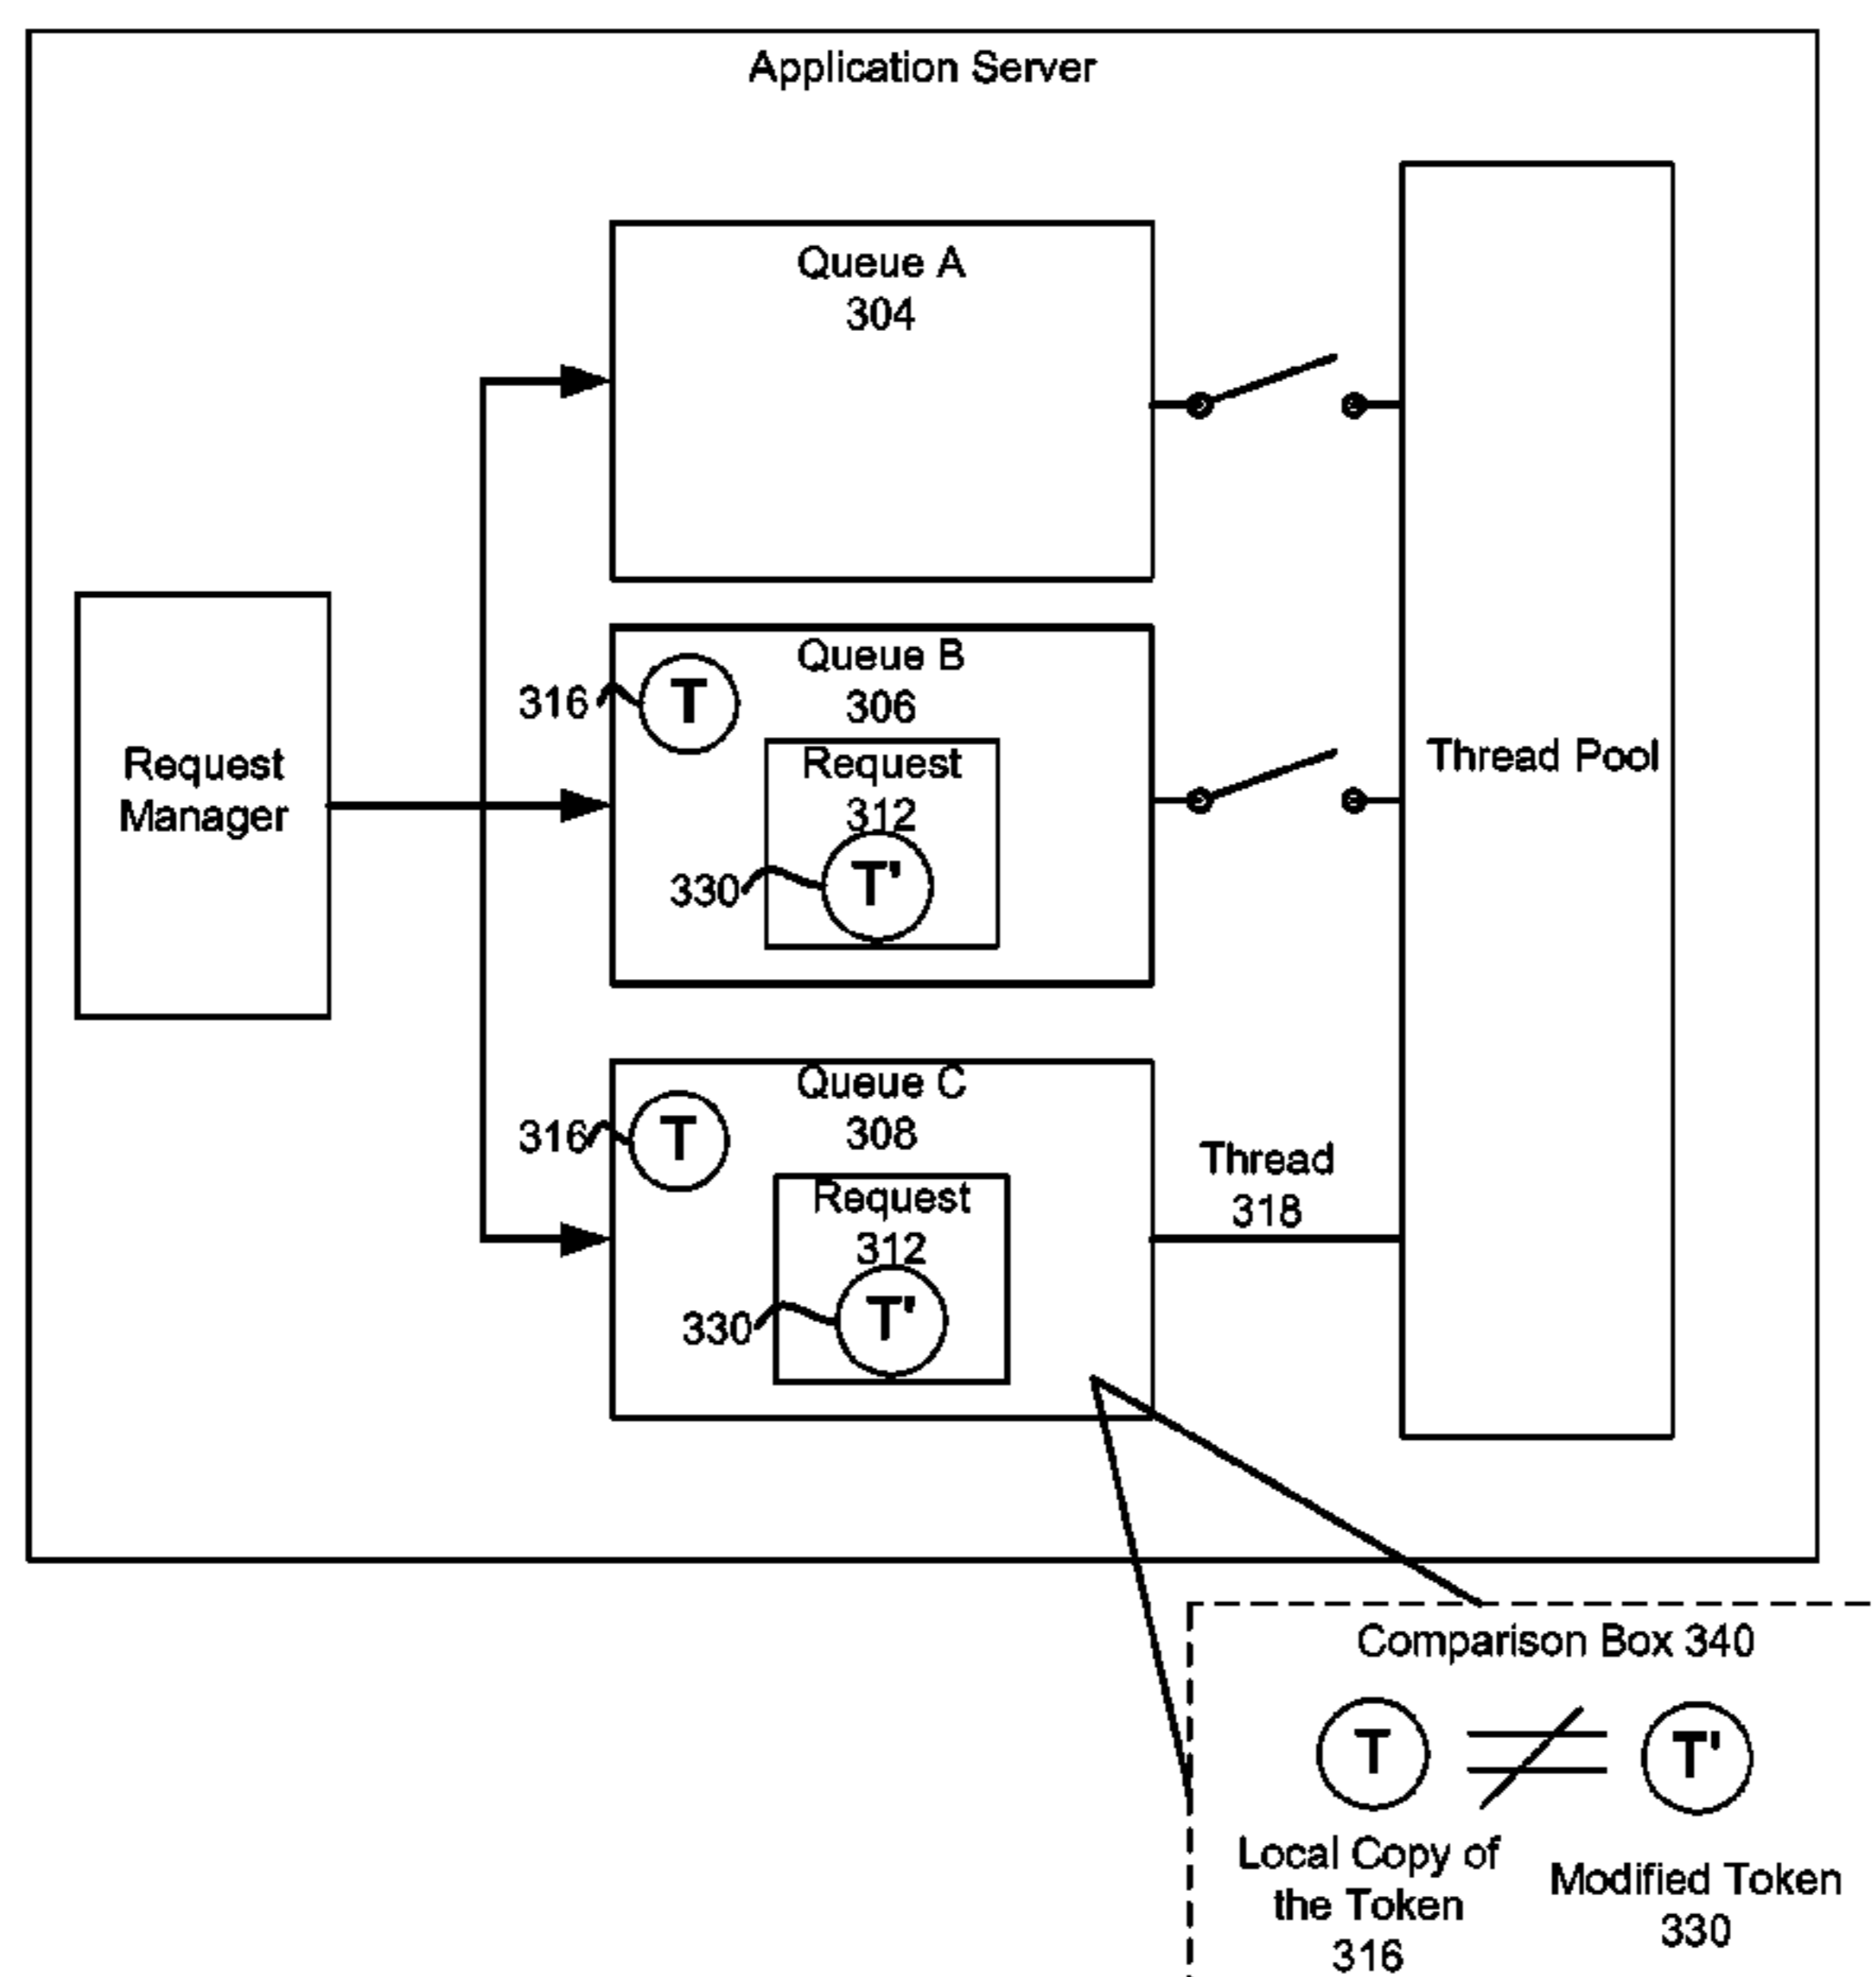 Application Server
Queue A
304
Request
Manager
316
T
Queue B
306
Request
312
330
T'
Thread Pool
316
T
Queue C
308
Request
312
330
T'
Thread
318
Comparison Box 340
T
T'
Local Copy of
the Token
316
Modified Token
330